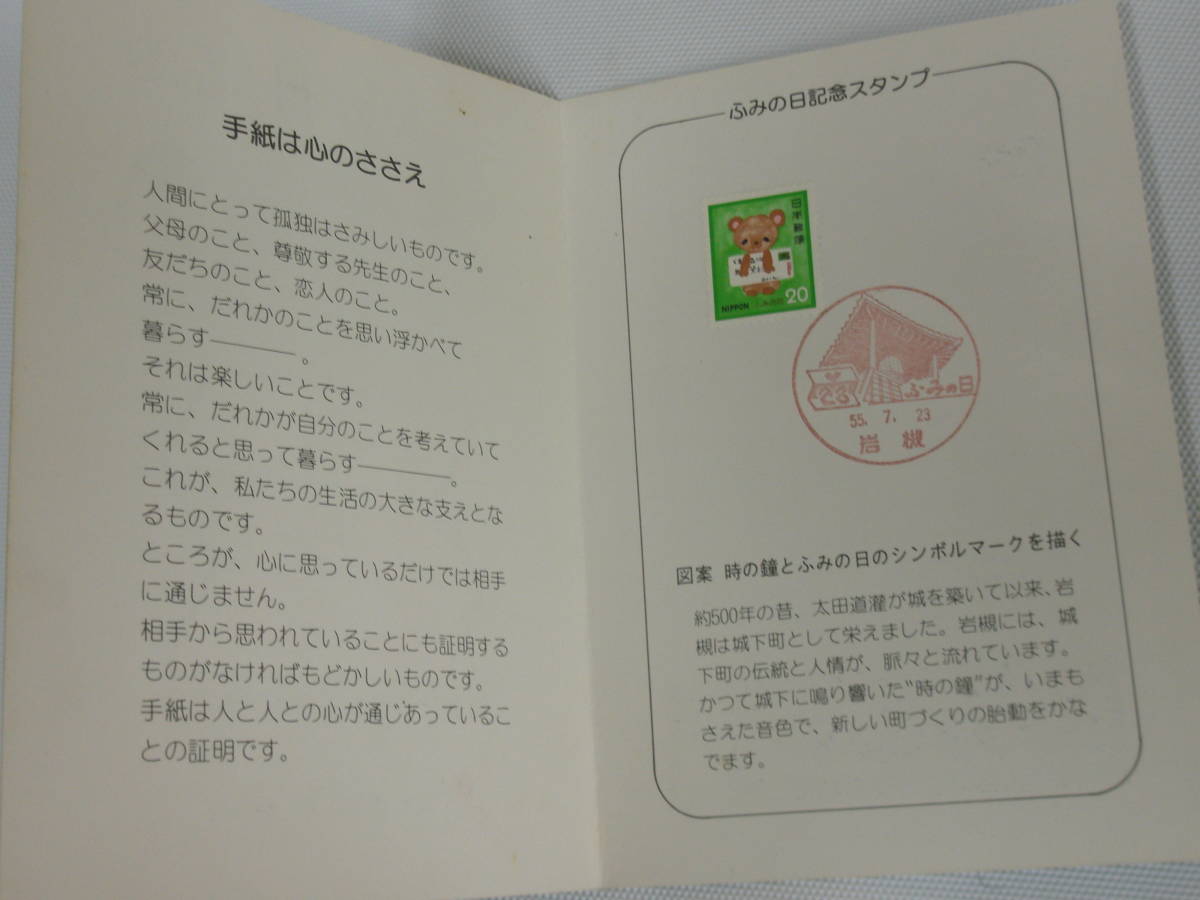 手紙は心のささえ
人間にとって孤独はさみしいものです。
父母のこと、尊敬する先生のこと、
友だちのこと、恋人のこと。
常に、だれかのことを思い浮かべて
暮らす――――。
それは楽しいことです。
常に、だれかが自分のことを考えていて
くれると思って暮らす――――。
これが、私たちの生活の大きな支えとな
るものです。
ところが、心に思っているだけでは相手
に通じません。
相手から思われていることにも証明する
ものがなければもどかしいものです。
手紙は人と人との心が通じあっているこ
との証明です。
ふみの日記念スタンプ
日本郵便
NIPPON
20
23
ふみの日
55. 7. 23
岩槻
図案 時の鐘とふみの日のシンボルマークを描く
約500年の昔、太田道灌が城を築いて以来、岩
槻は城下町として栄えました。岩槻には、城
下町の伝統と人情が、脈々と流れています。
かつて城下に鳴り響いた“時の鐘”が、いまも
さえた音色で、新しい町づくりの胎動をかな
でます。